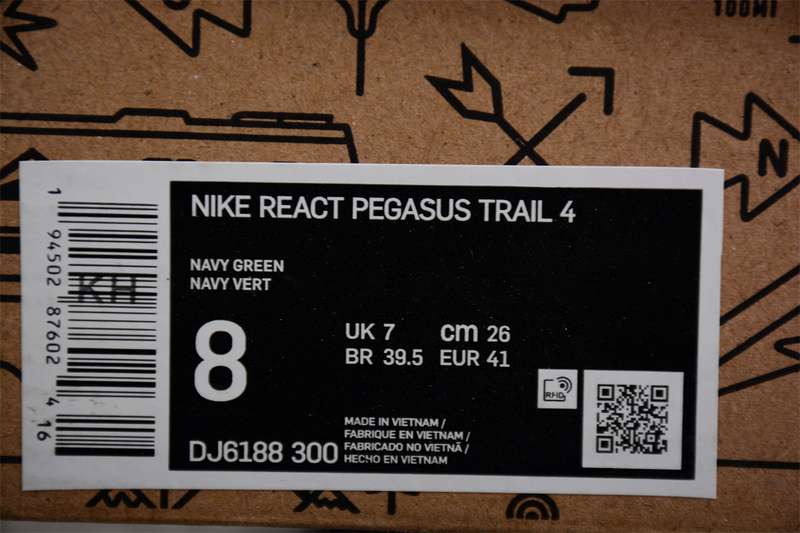 100MI
N
NIKE REACT PEGASUS TRAIL 4
NAVY GREEN
NAVY VERT
8
UK 7 cm 26
BR 39.5 EUR 41
RFID
MADE IN VIETNAM /
FABRIQUE EN VIETNAM /
FABRICADO NO VIETNÃ /
HECHO EN VIETNAM
DJ6188 300
1 94502 87602 4 16
KH